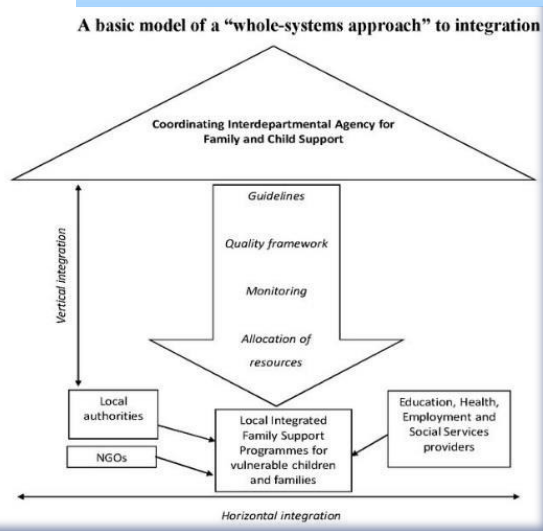 A basic model of a “whole-systems approach” to integration
Coordinating Interdepartmental Agency for
Family and Child Support
Guidelines
Quality framework
Monitoring
Allocation of
resources
Vertical integration
Local
authorities
NGOs
Local Integrated
Family Support
Programmes for
vulnerable children
and families
Education, Health,
Employment and
Social Services
providers
Horizontal integration